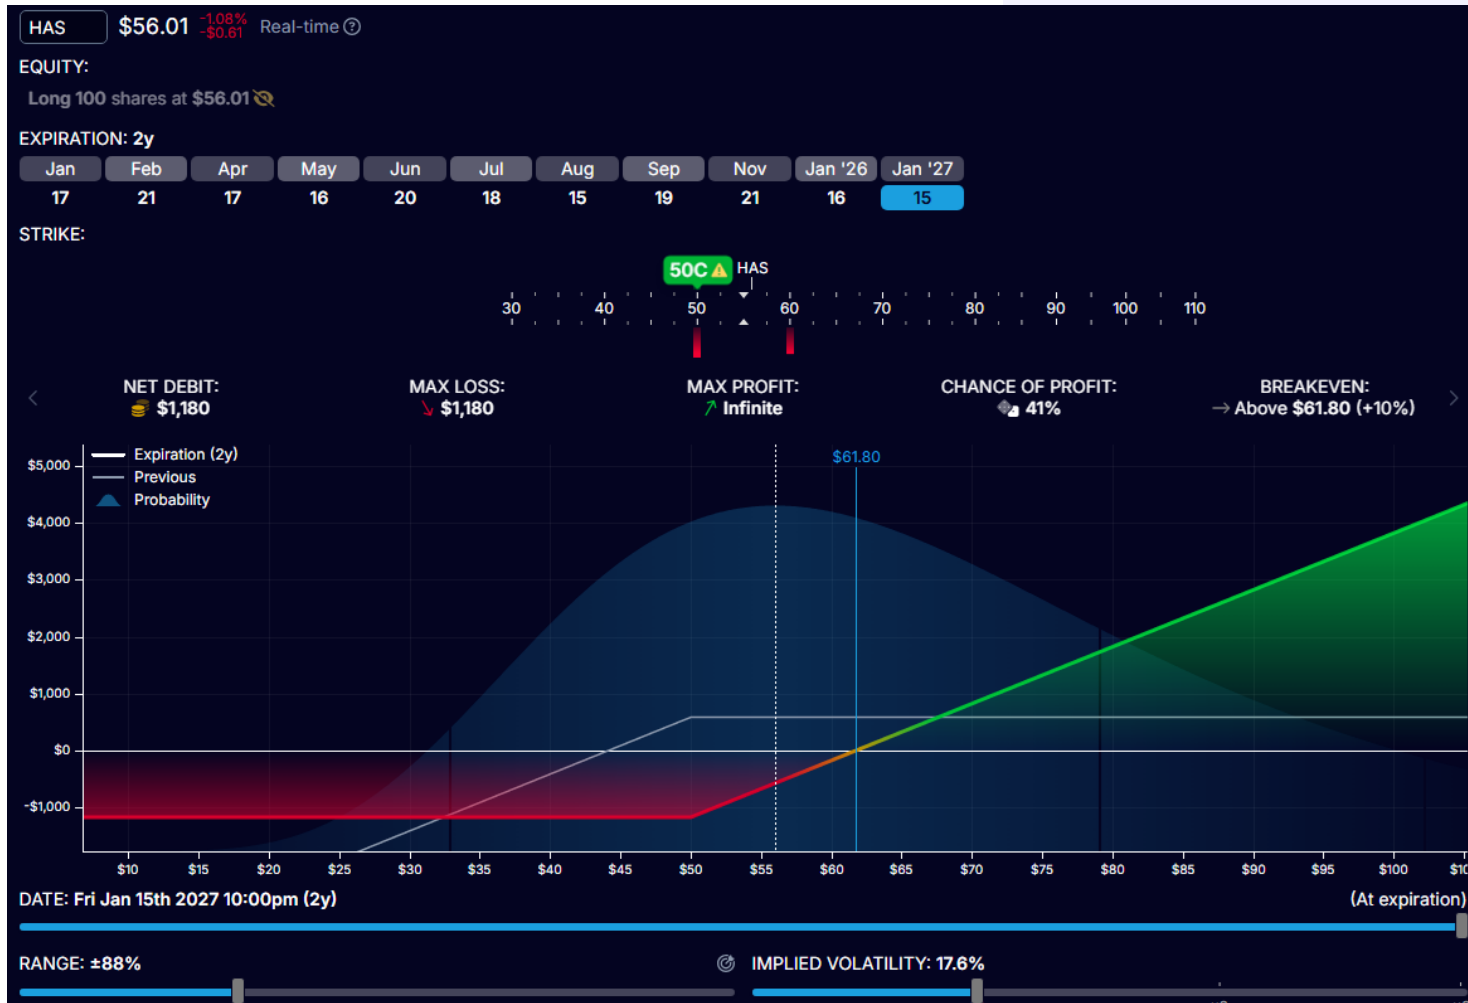 HAS $56.01 -1.08% -$0.61 Real-time ?
EQUITY:
Long 100 shares at $56.01
EXPIRATION: 2y
Jan Feb Apr May Jun Jul Aug Sep Nov Jan '26 Jan '27
17 21 17 16 20 18 15 19 21 16 15
STRIKE:
50C HAS
30 40 50 60 70 80 90 100 110
NET DEBIT: MAX LOSS: MAX PROFIT: CHANCE OF PROFIT: BREAKEVEN:
$1,180 $1,180 Infinite 41% Above $61.80 (+10%)
Expiration (2y)
Previous
Probability
$61.80
$5,000
$4,000
$3,000
$2,000
$1,000
$0
-$1,000
$10 $15 $20 $25 $30 $35 $40 $45 $50 $55 $60 $65 $70 $75 $80 $85 $90 $95 $100
DATE: Fri Jan 15th 2027 10:00pm (2y) (At expiration)
RANGE: ±88% IMPLIED VOLATILITY: 17.6%